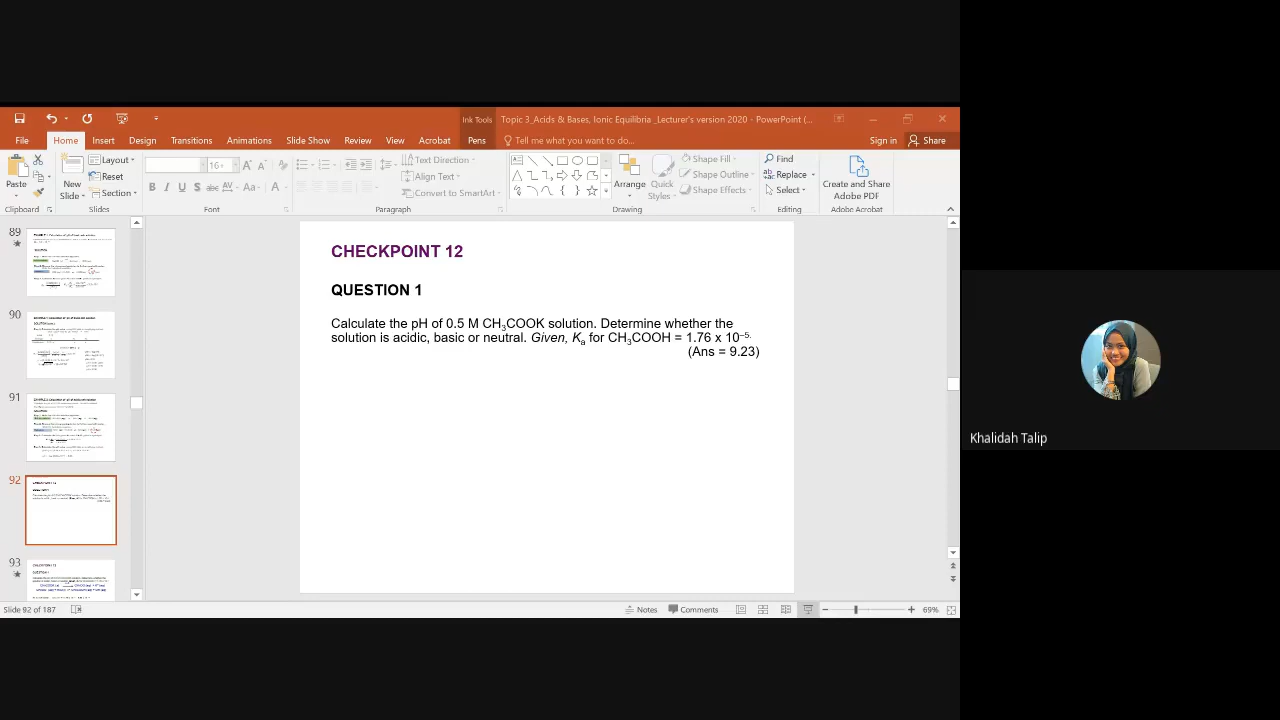 Ink Tools
Topic 3_Acids & Bases, Ionic Equilibria _Lecturer's version 2020 - PowerPoint (...
File Home Insert Design Transitions Animations Slide Show Review View Acrobat Pens Tell me what you want to do... Sign in Share
Paste
New Slide
Layout
Reset
Section
16+
B I U S abc AV Aa A
Text Direction
Align Text
Convert to SmartArt
Arrange
Quick Styles
Shape Fill
Shape Outline
Shape Effects
Find
Replace
Select
Create and Share Adobe PDF
Clipboard Slides Font Paragraph Drawing Editing Adobe Acrobat
89
90
91
92
93
CHECKPOINT 12
QUESTION 1
Calculate the pH of 0.5 M CH3COOK solution. Determine whether the
solution is acidic, basic or neutral. Given, Ka for CH3COOH = 1.76 x 10–5.
(Ans = 9.23)
Khalidah Talip
Slide 92 of 187
Notes Comments 69%